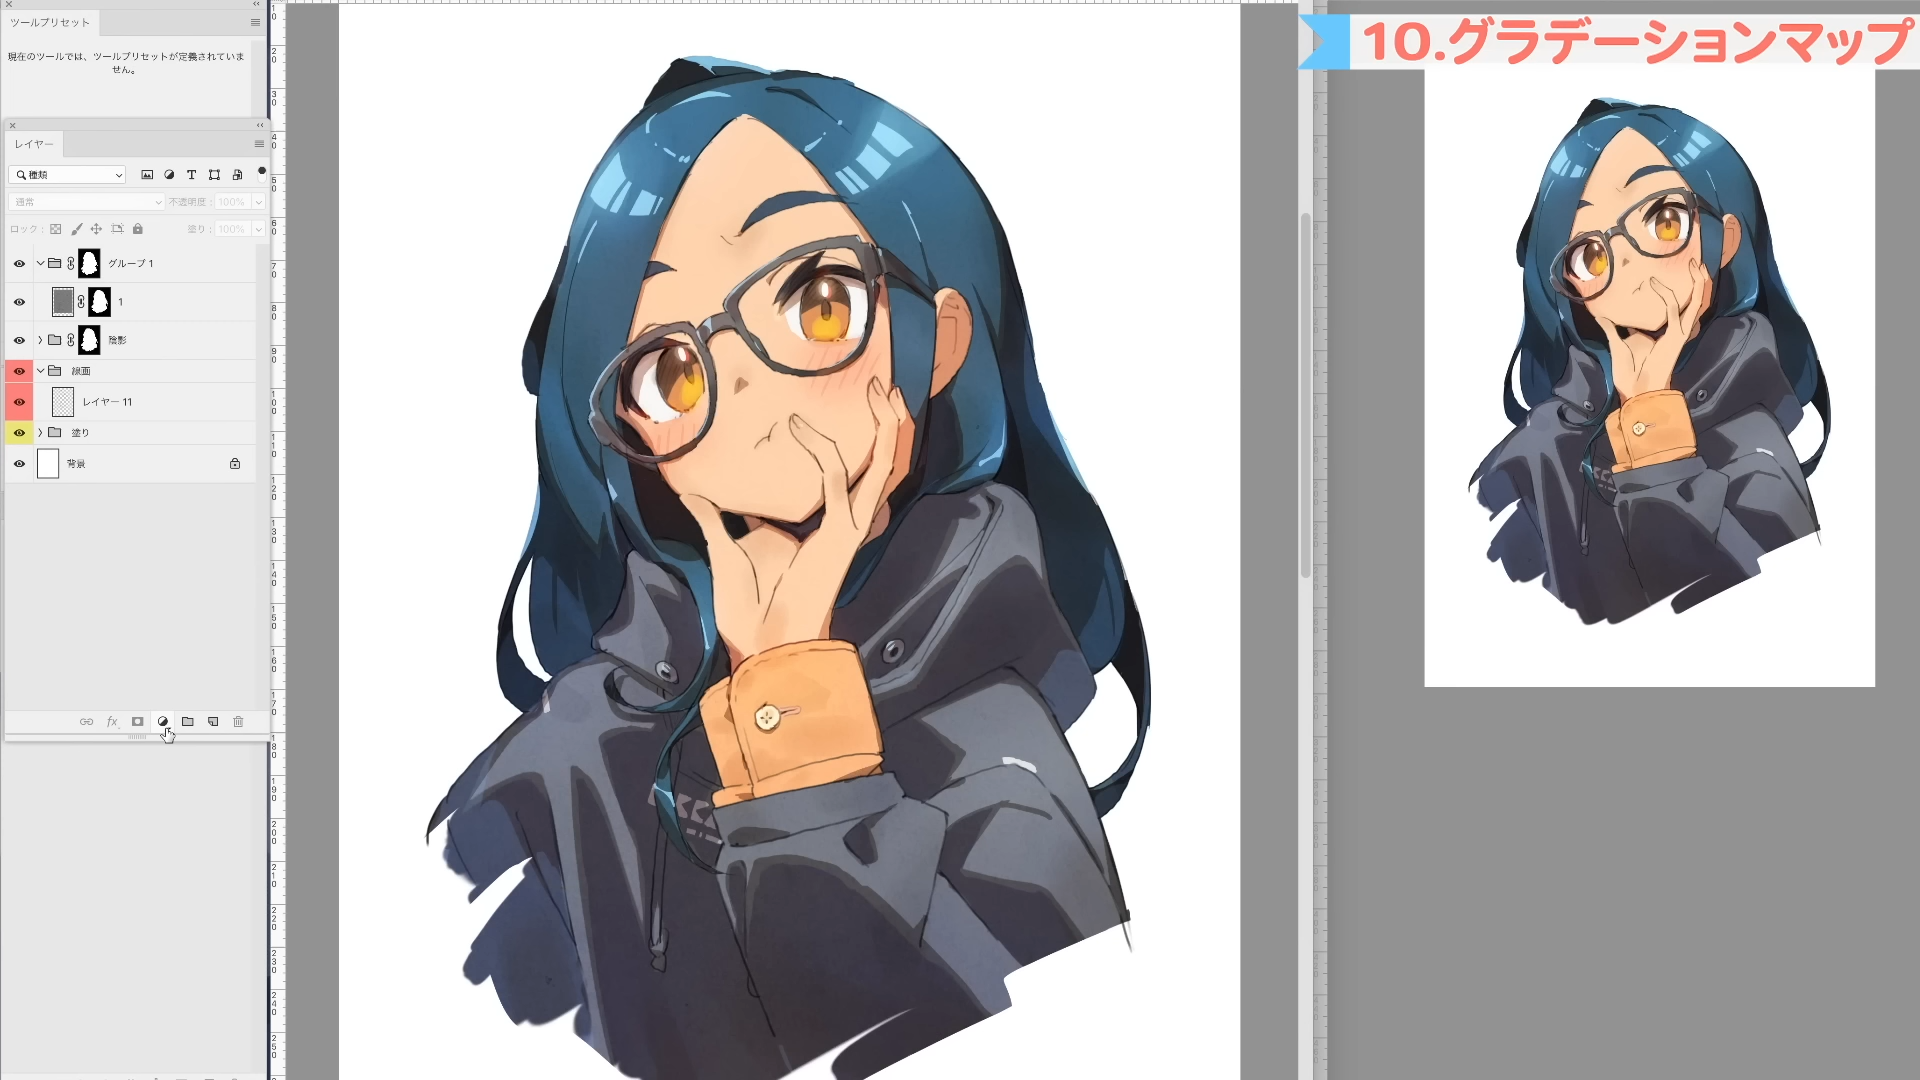 ツールプリセット
現在のツールでは、ツールプリセットが定義されていま
せん。
レイヤー
種類
通常
不透明度 : 100%
ロック :
塗り : 100%
グループ 1
1
陰影
線画
レイヤー 11
塗り
背景
fx
10.グラデーションマップ